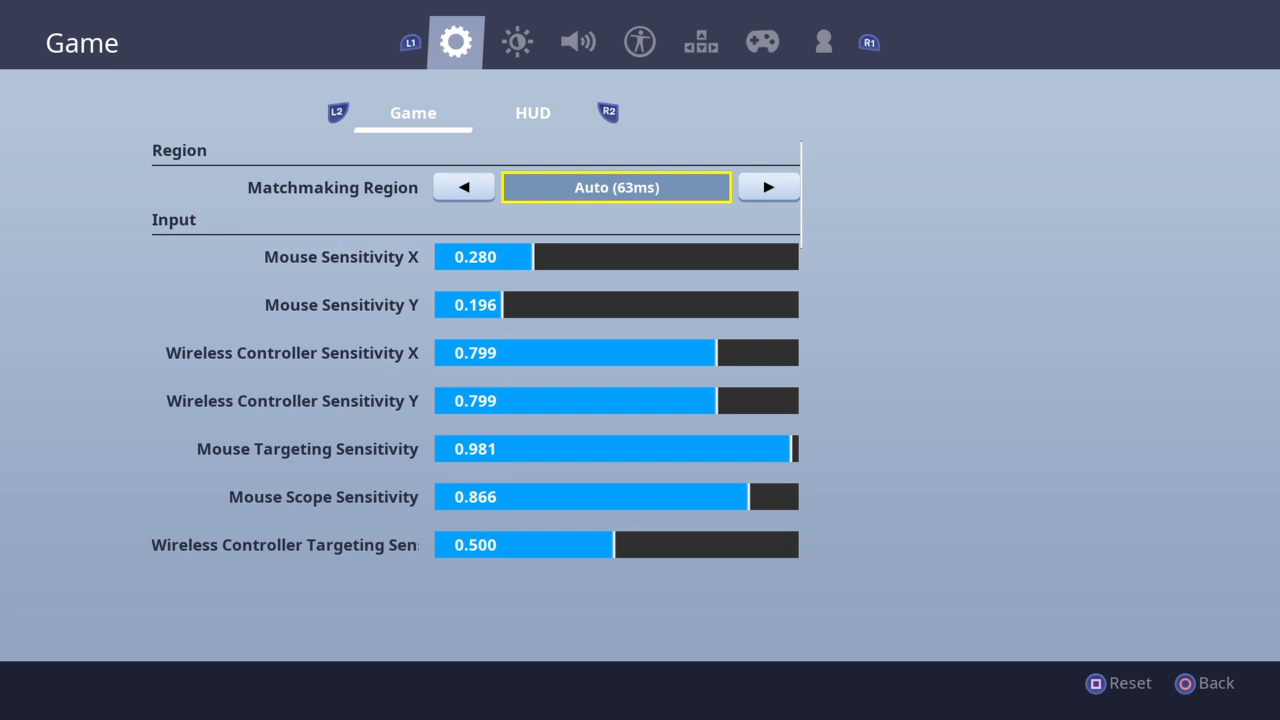 Game
L1
R1
L2
Game
HUD
R2
Region
Matchmaking Region
Auto (63ms)
Input
Mouse Sensitivity X
0.280
Mouse Sensitivity Y
0.196
Wireless Controller Sensitivity X
0.799
Wireless Controller Sensitivity Y
0.799
Mouse Targeting Sensitivity
0.981
Mouse Scope Sensitivity
0.866
Wireless Controller Targeting Sen
0.500
Reset
Back